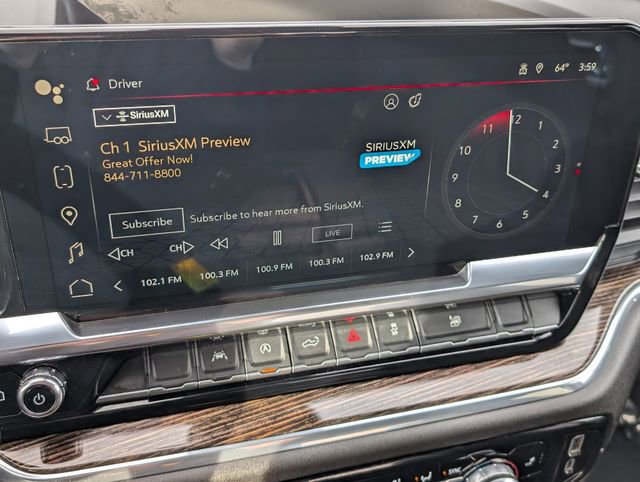 Driver
64° 3:59
SiriusXM
Ch 1 SiriusXM Preview
Great Offer Now!
844-711-8800
SIRIUSXM
PREVIEW
Subscribe
Subscribe to hear more from SiriusXM.
CH
CH
LIVE
102.1 FM
100.3 FM
100.9 FM
100.3 FM
102.9 FM
12
1
2
3
4
5
6
7
8
9
10
11
SYNC